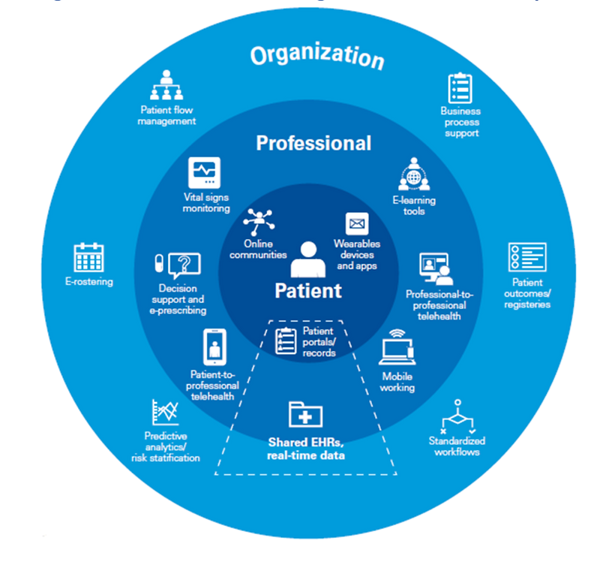 Organization
Patient flow
management
Business
process
support
Professional
Vital signs
monitoring
E-learning
tools
Online
communities
Wearables
devices
and apps
Patient
E-rostering
Decision
support and
e-prescribing
Professional-to-
professional
telehealth
Patient
outcomes/
registeries
Patient
portals/
records
Patient-to-
professional
telehealth
Mobile
working
Predictive
analytics/
risk statification
Shared EHRs,
real-time data
Standardized
workflows